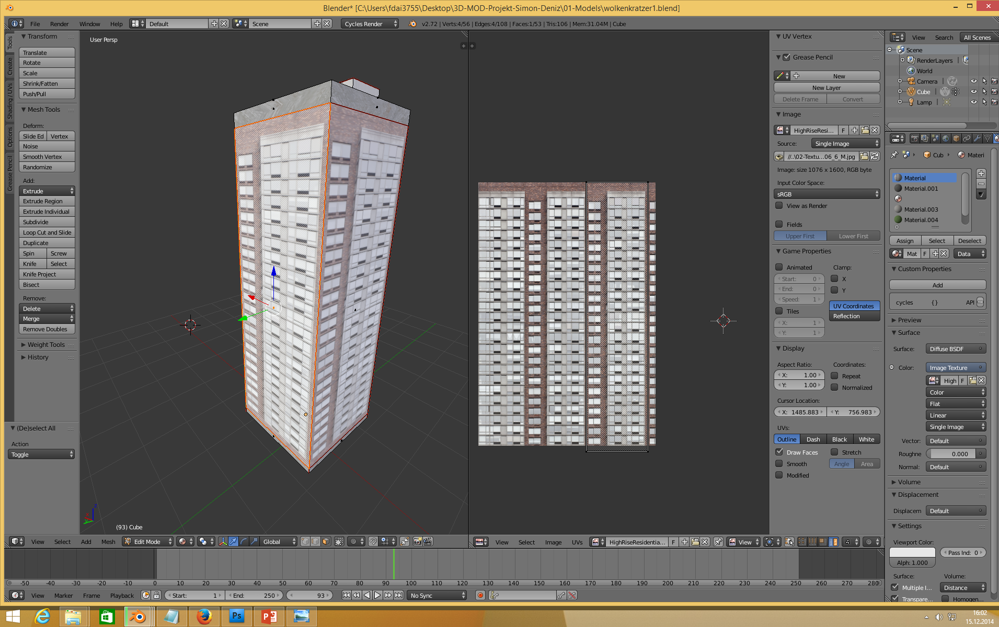 Blender* [C:\Users\fdai3755\Desktop\3D-MOD-Projekt-Simon-Deniz\01-Models\wolkenkratzer1.blend]
File Render Window Help Default Scene Cycles Render v2.72 | Verts:4/56 | Edges:4/108 | Faces:1/53 | Tris:106 | Mem:31.04M | Cube
Tools
Create
Shading / UVs
Options
Grease Pencil
Transform
Translate
Rotate
Scale
Shrink/Fatten
Push/Pull
Mesh Tools
Deform:
Slide Ed Vertex
Noise
Smooth Vertex
Randomize
Add:
Extrude
Extrude Region
Extrude Individual
Subdivide
Loop Cut and Slide
Duplicate
Spin Screw
Knife Select
Knife Project
Bisect
Remove:
Delete
Merge
Remove Doubles
Weight Tools
History
(De)select All
Action
Toggle
User Persp
(93) Cube
View Select Add Mesh Edit Mode Global
UV Vertex
Grease Pencil
New
New Layer
Delete Frame Convert
Image
HighRiseResi... F
Source: Single Image
//..\02-Textu...06_6_M.jpg
Image: size 1076 x 1600, RGB byte
Input Color Space:
sRGB
View as Render
Fields
Upper First Lower First
Game Properties
Animated Clamp:
Start: 0 X
End: 0 Y
Speed: 1
Tiles UV Coordinates
X: 1 Reflection
Y: 1
Display
Aspect Ratio: Coordinates:
X: 1.00 Repeat
Y: 1.00 Normalized
Cursor Location:
X: 1485.883 Y: 756.983
UVs:
Outline Dash Black White
Draw Faces Stretch
Smooth Angle Area
Modified
View Select Image UVs HighRiseResidentia... F View
View Search All Scenes
Scene
RenderLayers
World
Camera
Cube
Lamp
Cub Materi
Material
Material.001
Material.003
Material.004
Assign Select Deselect
Mat F Data
Custom Properties
Add
cycles {} API
Preview
Surface
Surface: Diffuse BSDF
Color: Image Texture
High F
Color
Flat
Linear
Single Image
Vector: Default
Roughne 0.000
Normal: Default
Volume
Displacement
Displacem Default
Settings
Viewport Color:
Pass Ind: 0
Alph: 1.000
Surface: Volume:
Multiple I... Distance
Transpare... Homogen...
-50 -40 -30 -20 -10 0 10 20 30 40 50 60 70 80 90 100 110 120 130 140 150 160 170 180 190 200 210 220 230 240 250 260 270 280
View Marker Frame Playback Start: 1 End: 250 93 No Sync
Ps
P
16:02
15.12.2014